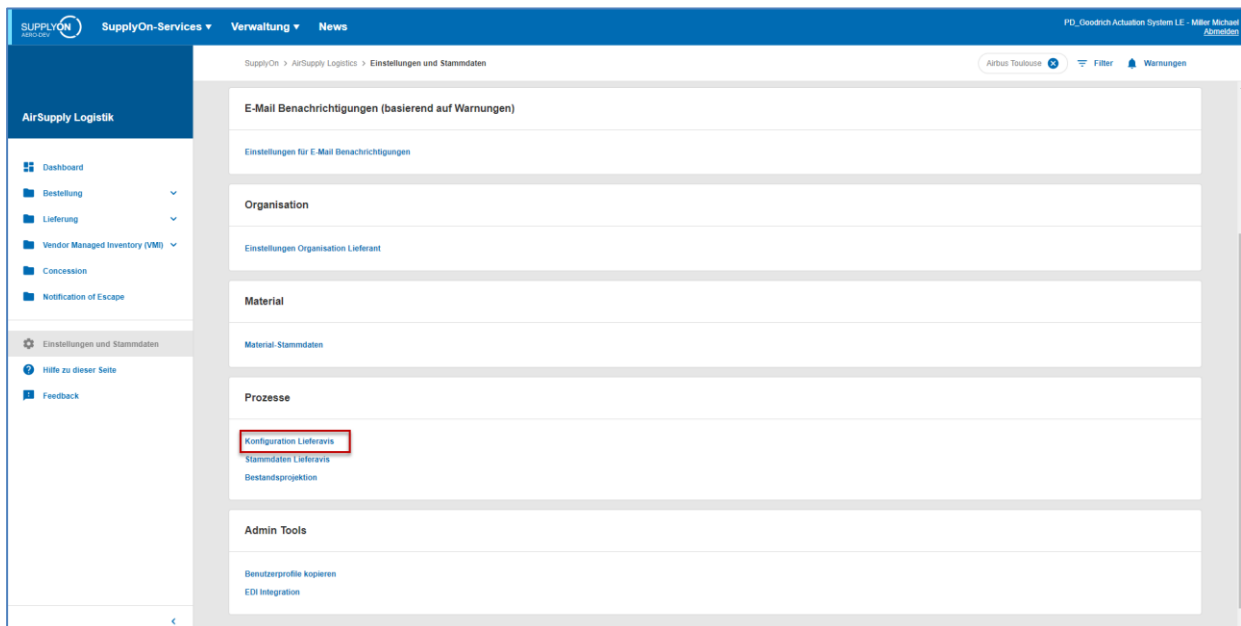 SUPPLYON
AERO-DEV
SupplyOn-Services
Verwaltung
News
PD_Goodrich Actuation System LE - Miller Michael
Abmelden
SupplyOn > AirSupply Logistics > Einstellungen und Stammdaten
Airbus Toulouse
Filter
Warnungen
AirSupply Logistik
Dashboard
Bestellung
Lieferung
Vendor Managed Inventory (VMI)
Concession
Notification of Escape
Einstellungen und Stammdaten
Hilfe zu dieser Seite
Feedback
E-Mail Benachrichtigungen (basierend auf Warnungen)
Einstellungen für E-Mail Benachrichtigungen
Organisation
Einstellungen Organisation Lieferant
Material
Material-Stammdaten
Prozesse
Konfiguration Lieferavis
Stammdaten Lieferavis
Bestandsprojektion
Admin Tools
Benutzerprofile kopieren
EDI Integration